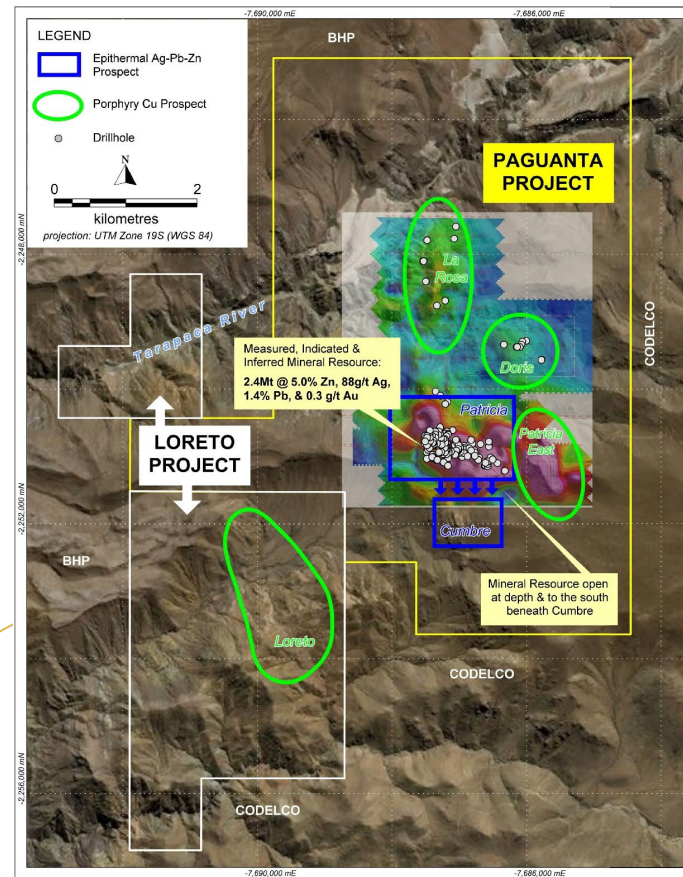 -7,690,000 mE
-7,686,000 mE
LEGEND
Epithermal Ag-Pb-Zn
Prospect
Porphyry Cu Prospect
Drillhole
N
0 2
kilometres
projection: UTM Zone 19S (WGS 84)
BHP
PAGUANTA
PROJECT
-2,248,000 mN
La
Rosa
Tarapaca River
CODELCO
Doris
Measured, Indicated &
Inferred Mineral Resource:
2.4Mt @ 5.0% Zn, 88g/t Ag,
1.4% Pb, & 0.3 g/t Au
Patricia
Patricia
East
LORETO
PROJECT
-2,252,000 mN
Cumbre
BHP
Mineral Resource open
at depth & to the south
beneath Cumbre
Loreto
CODELCO
-2,256,000 mN
CODELCO
-7,690,000 mE
-7,686,000 mE